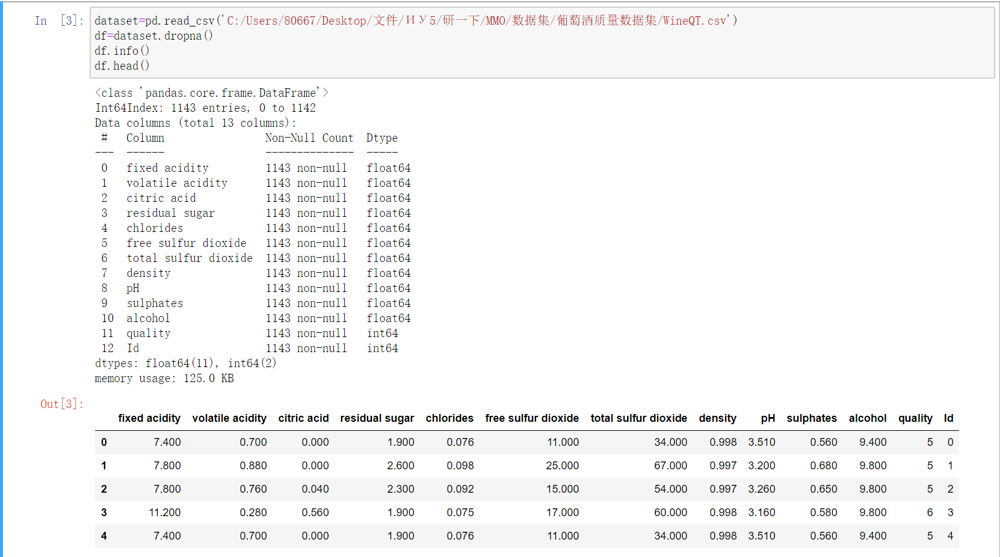 In [3]: dataset=pd.read_csv('C:/Users/80667/Desktop/文件/ИУ5/研一下/MMO/数据集/葡萄酒质量数据集/WineQT.csv')
df=dataset.dropna()
df.info()
df.head()
<class 'pandas.core.frame.DataFrame'>
Int64Index: 1143 entries, 0 to 1142
Data columns (total 13 columns):
#   Column                Non-Null Count  Dtype
---  ------                --------------  -----
0   fixed acidity         1143 non-null   float64
1   volatile acidity      1143 non-null   float64
2   citric acid           1143 non-null   float64
3   residual sugar        1143 non-null   float64
4   chlorides             1143 non-null   float64
5   free sulfur dioxide   1143 non-null   float64
6   total sulfur dioxide  1143 non-null   float64
7   density               1143 non-null   float64
8   pH                    1143 non-null   float64
9   sulphates             1143 non-null   float64
10  alcohol               1143 non-null   float64
11  quality               1143 non-null   int64
12  Id                    1143 non-null   int64
dtypes: float64(11), int64(2)
memory usage: 125.0 KB
Out[3]:
fixed acidity volatile acidity citric acid residual sugar chlorides free sulfur dioxide total sulfur dioxide density pH sulphates alcohol quality Id
0 7.400 0.700 0.000 1.900 0.076 11.000 34.000 0.998 3.510 0.560 9.400 5 0
1 7.800 0.880 0.000 2.600 0.098 25.000 67.000 0.997 3.200 0.680 9.800 5 1
2 7.800 0.760 0.040 2.300 0.092 15.000 54.000 0.997 3.260 0.650 9.800 5 2
3 11.200 0.280 0.560 1.900 0.075 17.000 60.000 0.998 3.160 0.580 9.800 6 3
4 7.400 0.700 0.000 1.900 0.076 11.000 34.000 0.998 3.510 0.560 9.400 5 4